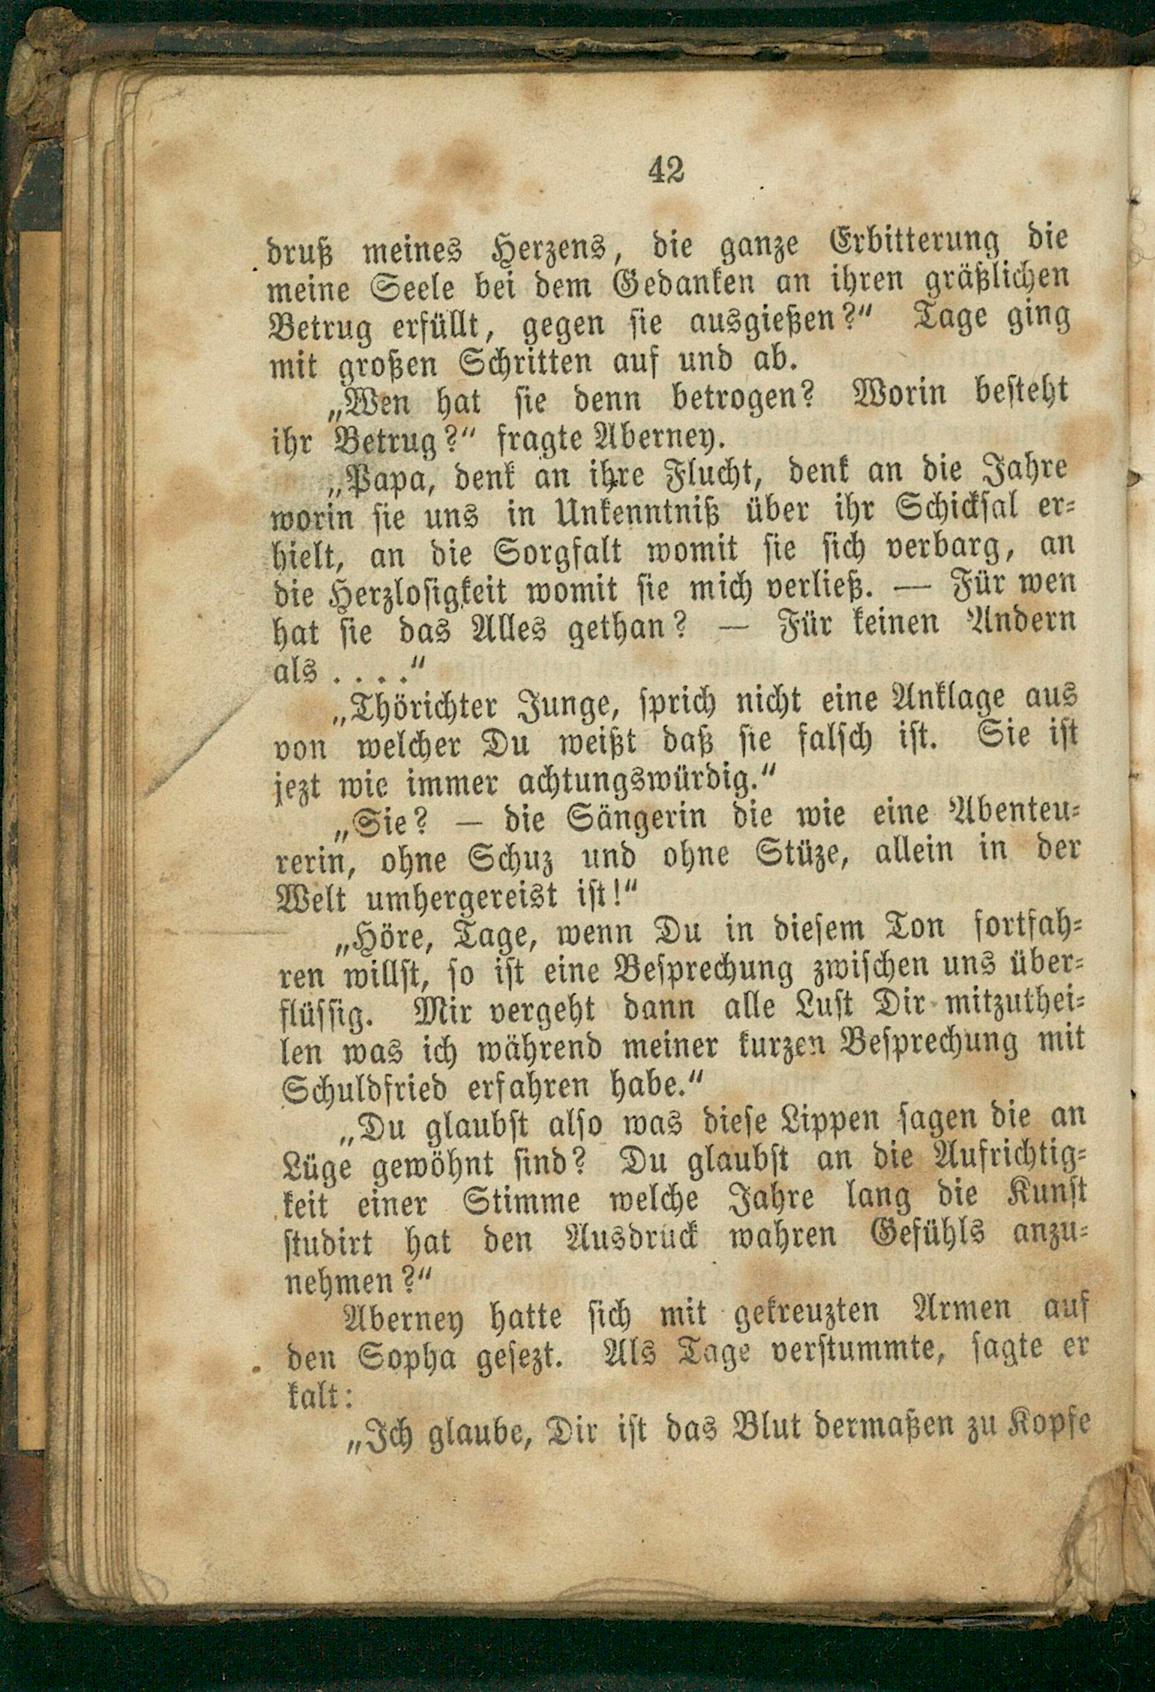 42
druß meines Herzens, die ganze Erbitterung die
meine Seele bei dem Gedanken an ihren gräßlichen
Betrug erfüllt, gegen sie ausgießen?“ Tage ging
mit großen Schritten auf und ab.
„Wen hat sie denn betrogen? Worin besteht
ihr Betrug?“ fragte Aberney.
„Papa, denk an ihre Flucht, denk an die Jahre
worin sie uns in Unkenntniß über ihr Schicksal er-
hielt, an die Sorgfalt womit sie sich verbarg, an
die Herzlosigkeit womit sie mich verließ. — Für wen
hat sie das Alles gethan? — Für keinen Andern
als . . . .“
„Thörichter Junge, sprich nicht eine Anklage aus
von welcher Du weißt daß sie falsch ist. Sie ist
jezt wie immer achtungswürdig.“
„Sie? — die Sängerin die wie eine Abenteu-
rerin, ohne Schuz und ohne Stüze, allein in der
Welt umhergereist ist!“
„Höre, Tage, wenn Du in diesem Ton fortfah-
ren willst, so ist eine Besprechung zwischen uns über-
flüssig. Mir vergeht dann alle Lust Dir mitzuthei-
len was ich während meiner kurzen Besprechung mit
Schuldfried erfahren habe.“
„Du glaubst also was diese Lippen sagen die an
Lüge gewöhnt sind? Du glaubst an die Aufrichtig-
keit einer Stimme welche Jahre lang die Kunst
studirt hat den Ausdruck wahren Gefühls anzu-
nehmen?“
Aberney hatte sich mit gekreuzten Armen auf
den Sopha gesezt. Als Tage verstummte, sagte er
kalt:
„Ich glaube, Dir ist das Blut dermaßen zu Kopfe